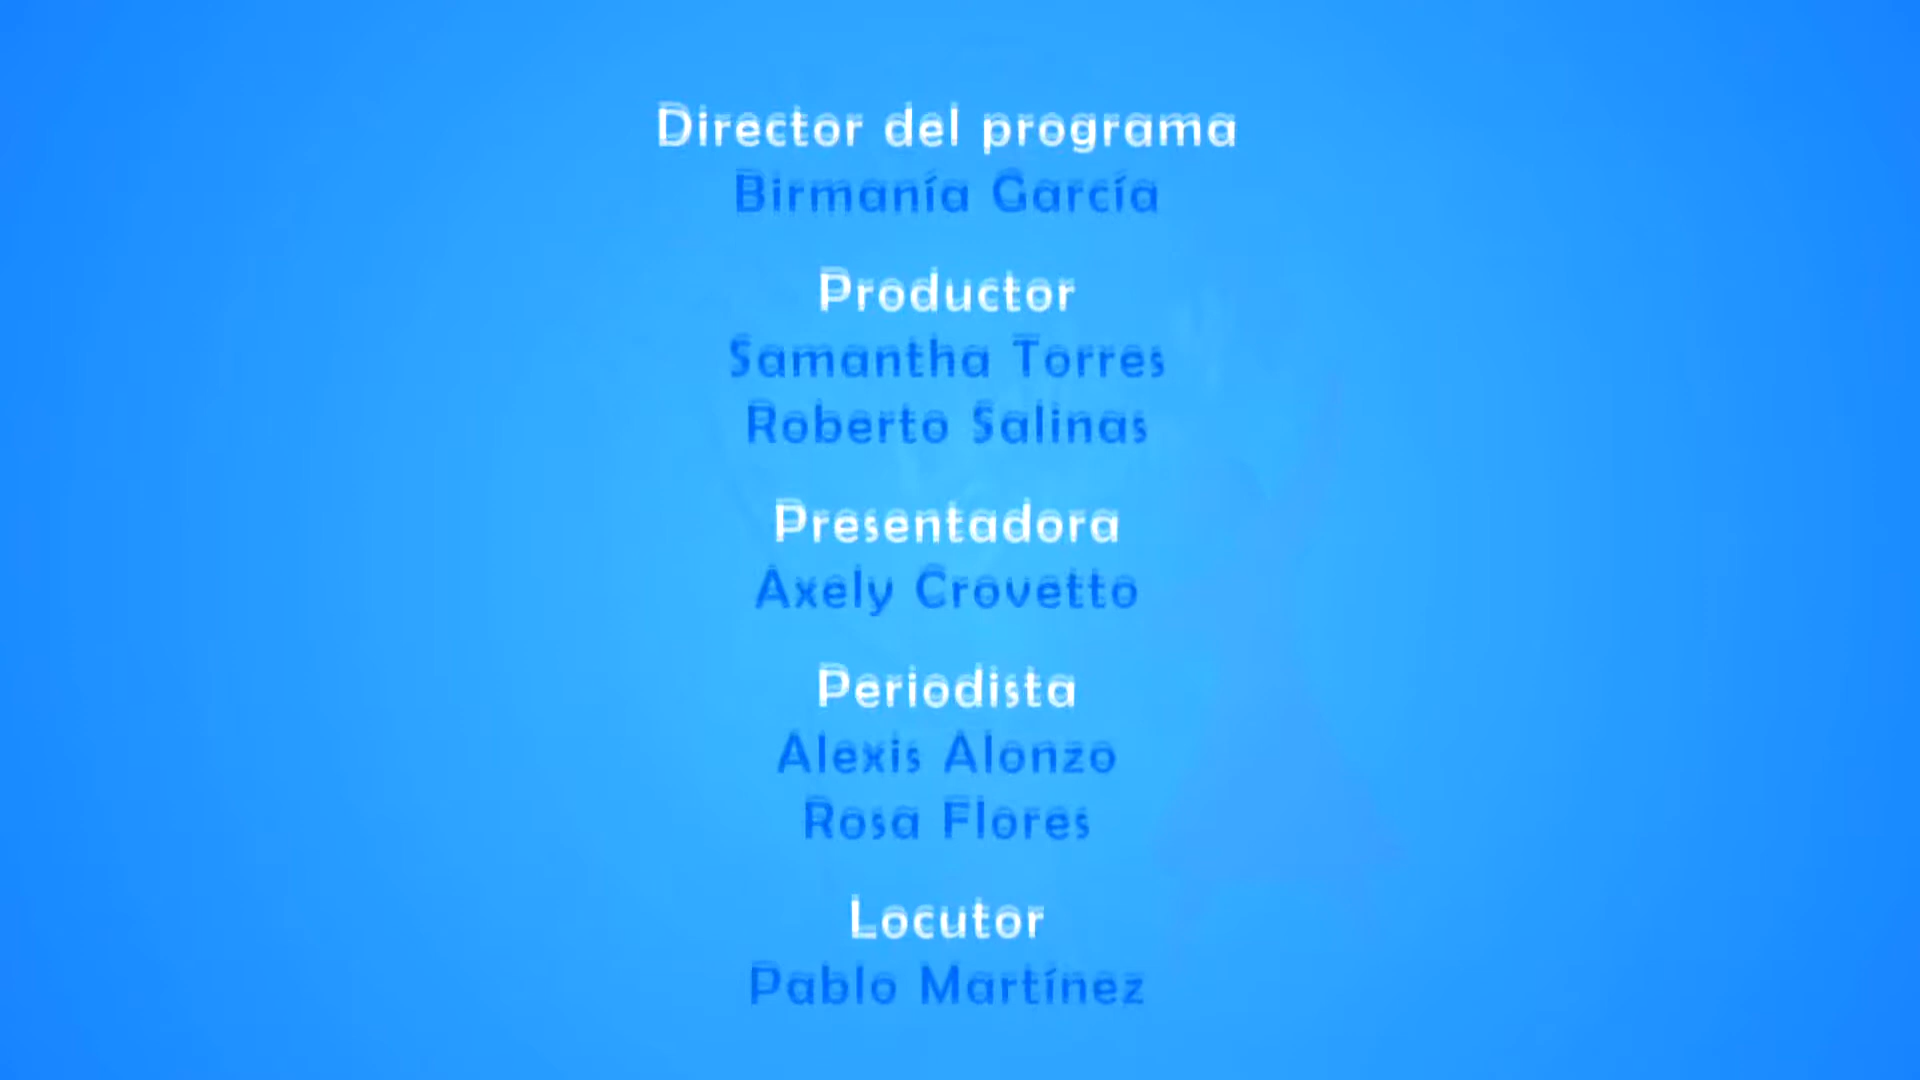 Director del programa
Birmanía García
Productor
Samantha Torres
Roberto Salinas
Presentadora
Axely Crovetto
Periodista
Alexis Alonzo
Rosa Flores
Locutor
Pablo Martínez